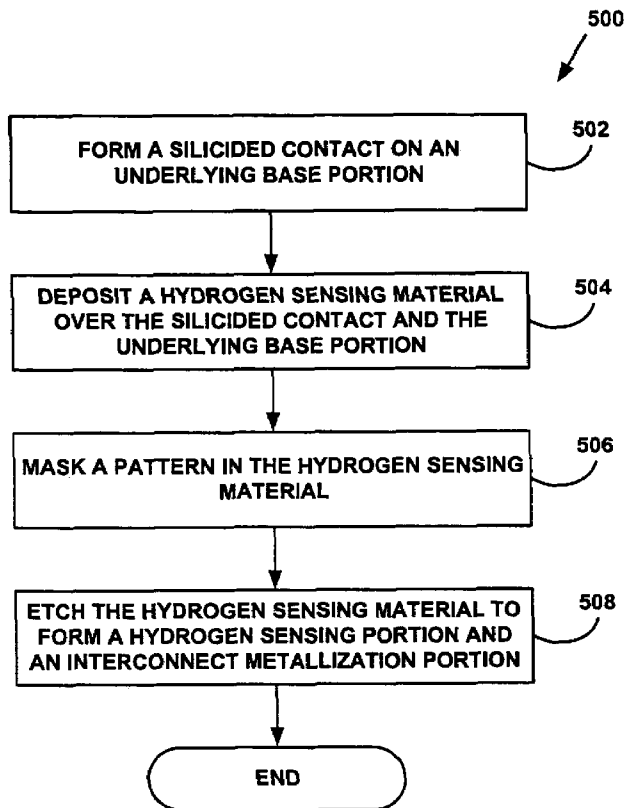 500
FORM A SILICIDED CONTACT ON AN
UNDERLYING BASE PORTION
502
DEPOSIT A HYDROGEN SENSING MATERIAL
OVER THE SILICIDED CONTACT AND THE
UNDERLYING BASE PORTION
504
MASK A PATTERN IN THE HYDROGEN SENSING
MATERIAL
506
ETCH THE HYDROGEN SENSING MATERIAL TO
FORM A HYDROGEN SENSING PORTION AND
AN INTERCONNECT METALLIZATION PORTION
508
END